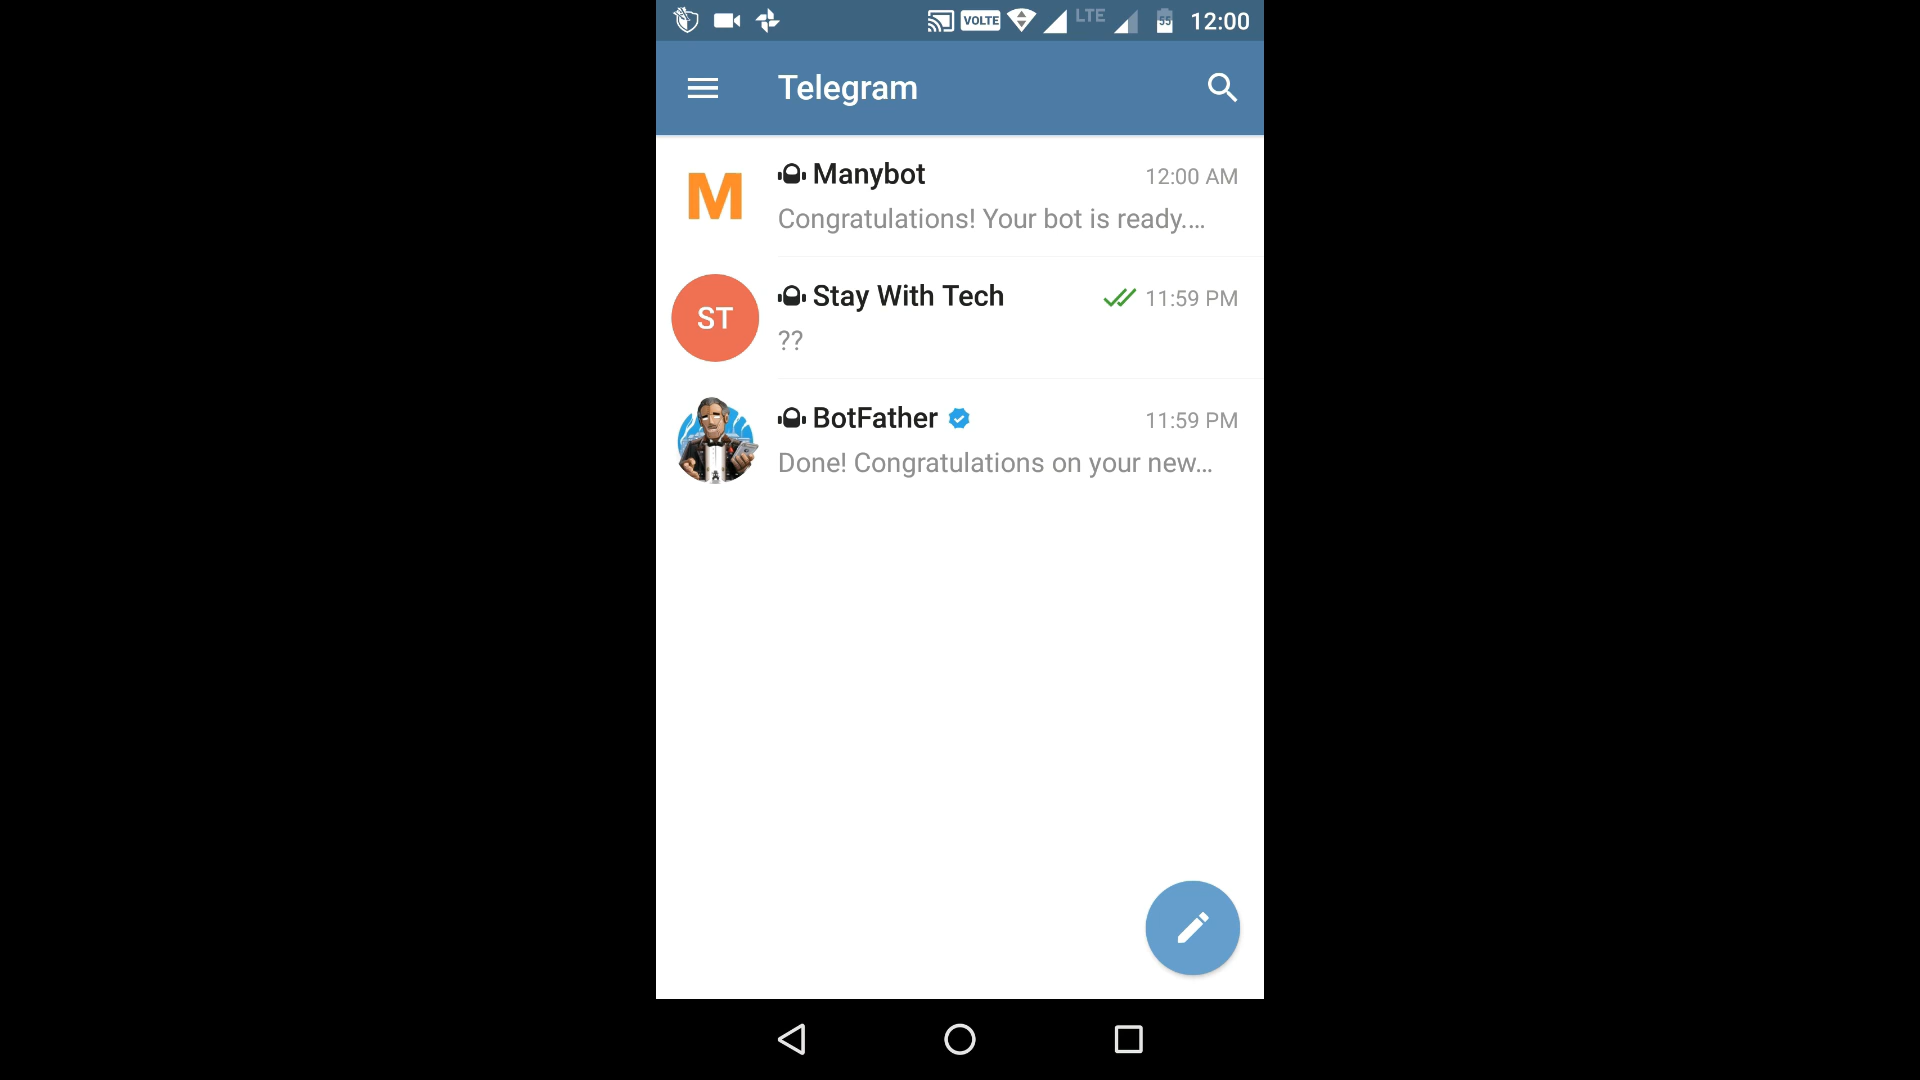 VOLTE LTE 55 12:00
Telegram
M
Manybot 12:00 AM
Congratulations! Your bot is ready....
ST
Stay With Tech 11:59 PM
??
BotFather 11:59 PM
Done! Congratulations on your new...